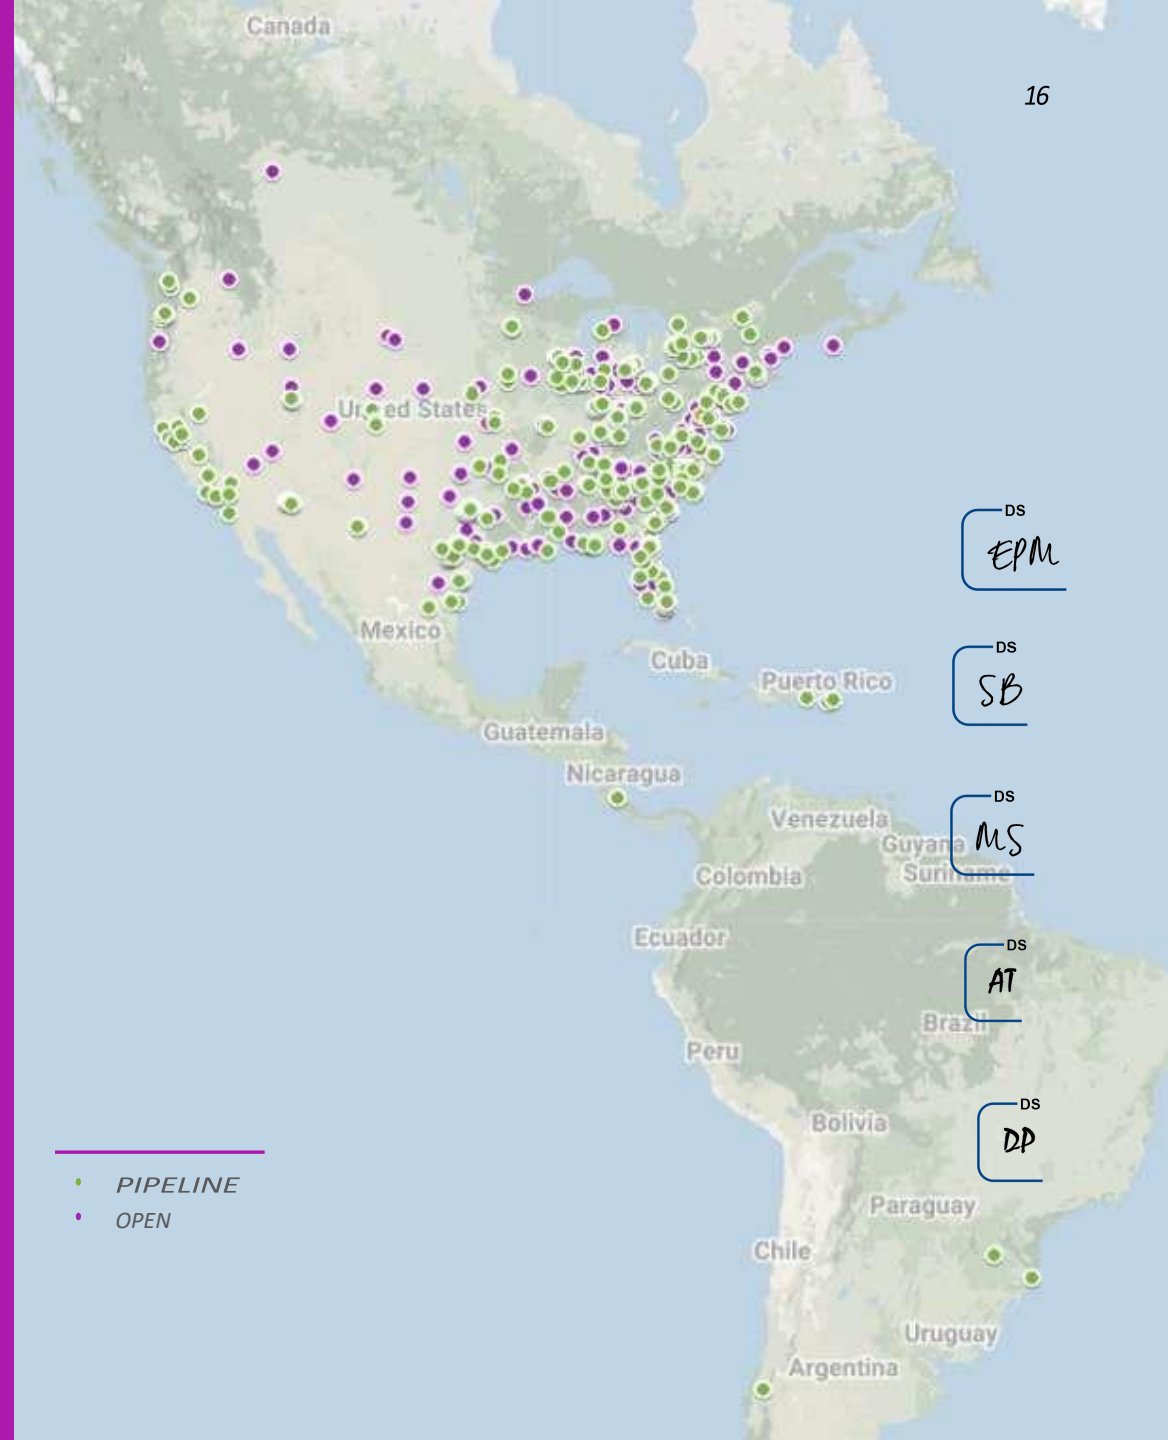 Canada
16
United States
DS
EPM
Mexico
DS
Cuba
SB
Puerto Rico
Guatemala
Nicaragua
DS
Venezuela
MS
Guyana
Suriname
Colombia
Ecuador
DS
AT
Brazil
Peru
DS
Bolivia
DP
PIPELINE
Paraguay
OPEN
Chile
Uruguay
Argentina